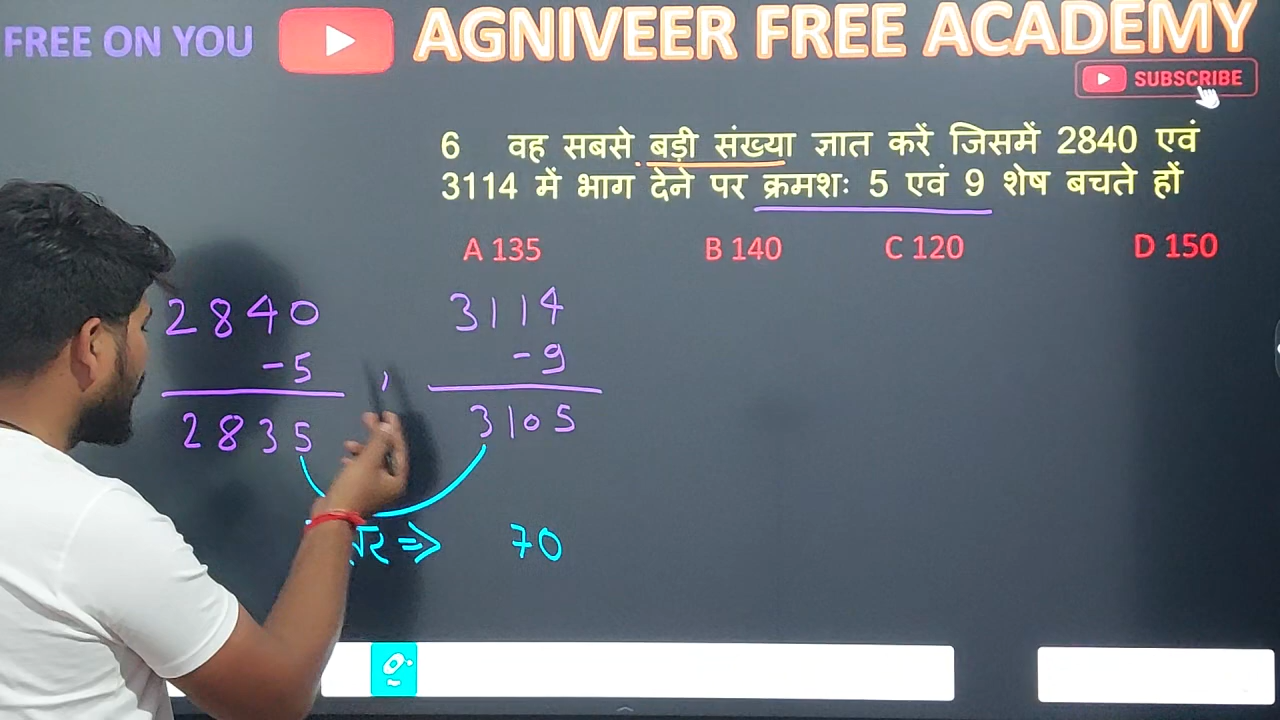 FREE ON YOU
AGNIVEER FREE ACADEMY
SUBSCRIBE
6 वह सबसे बड़ी संख्या ज्ञात करें जिसमें 2840 एवं
3114 में भाग देने पर क्रमशः 5 एवं 9 शेष बचते हों
A 135 B 140 C 120 D 150
2840 3114
-5 , -9
2835 3105
⇒ 70